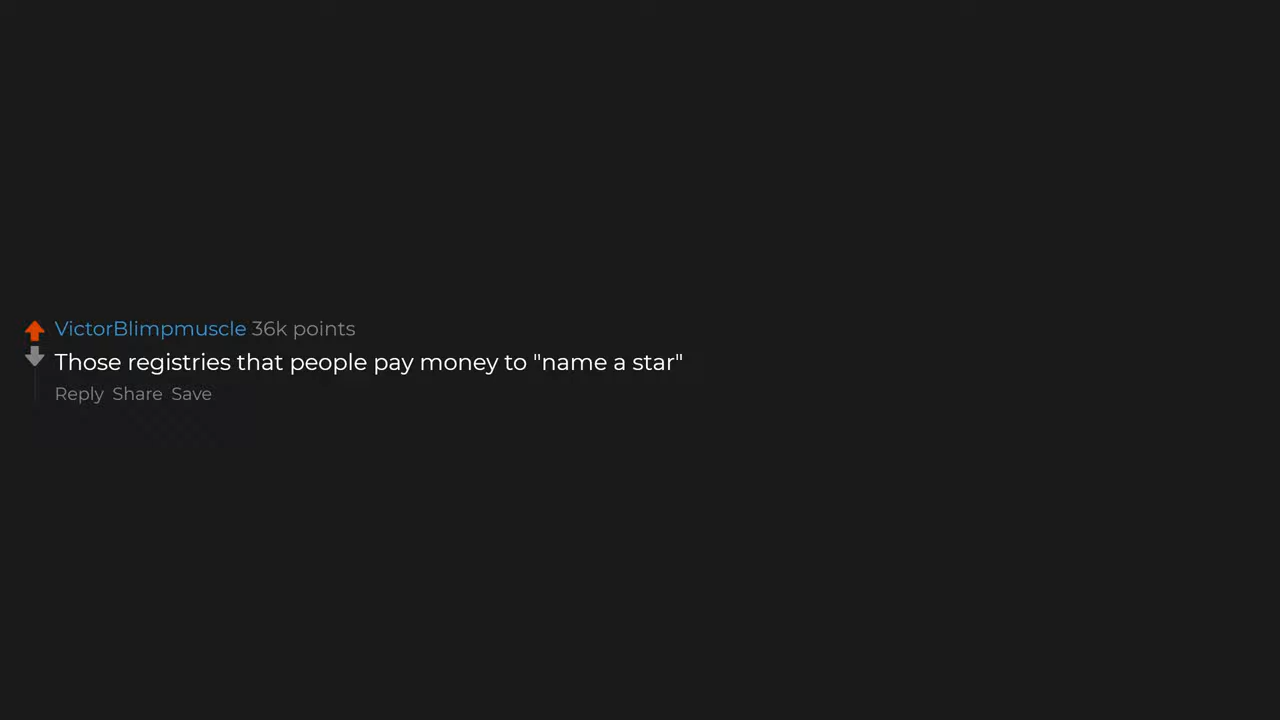 VictorBlimpmuscle 36k points
Those registries that people pay money to "name a star"
Reply Share Save